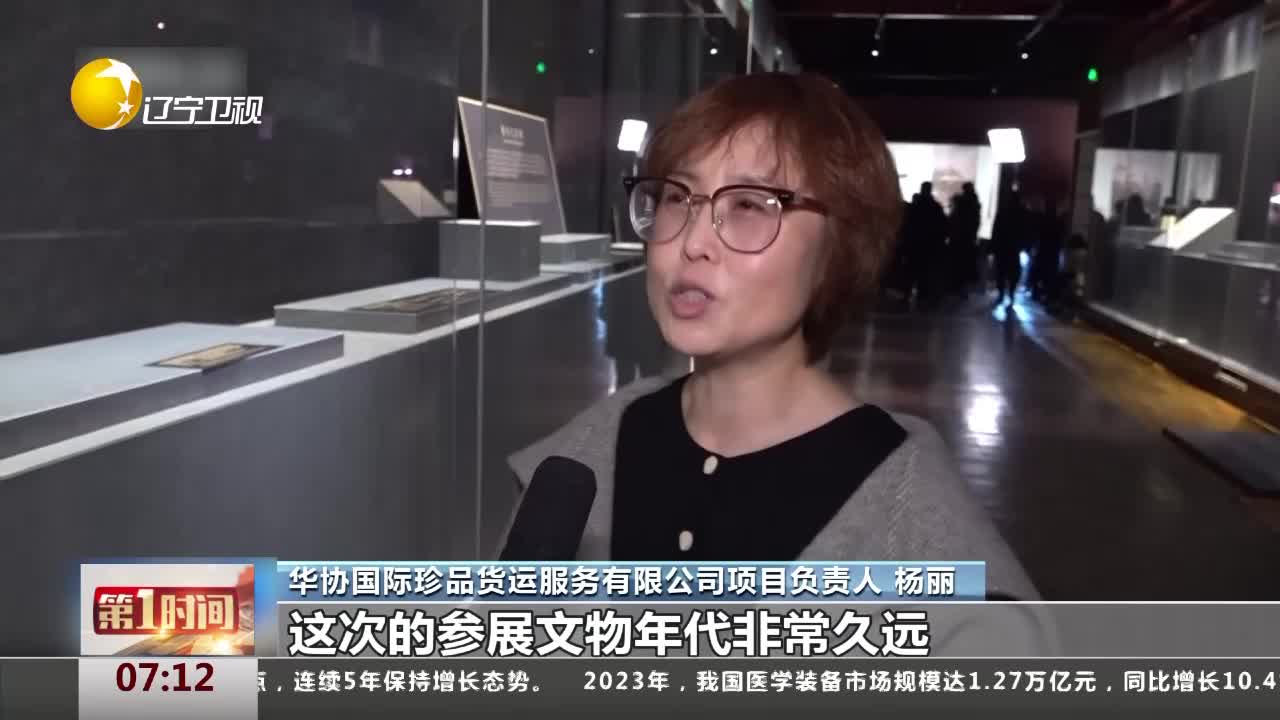 辽宁卫视
华协国际珍品货运服务有限公司项目负责人 杨丽
第1时间
这次的参展文物年代非常久远
07:12
，连续5年保持增长态势。 2023年，我国医学装备市场规模达1.27万亿元，同比增长10.4